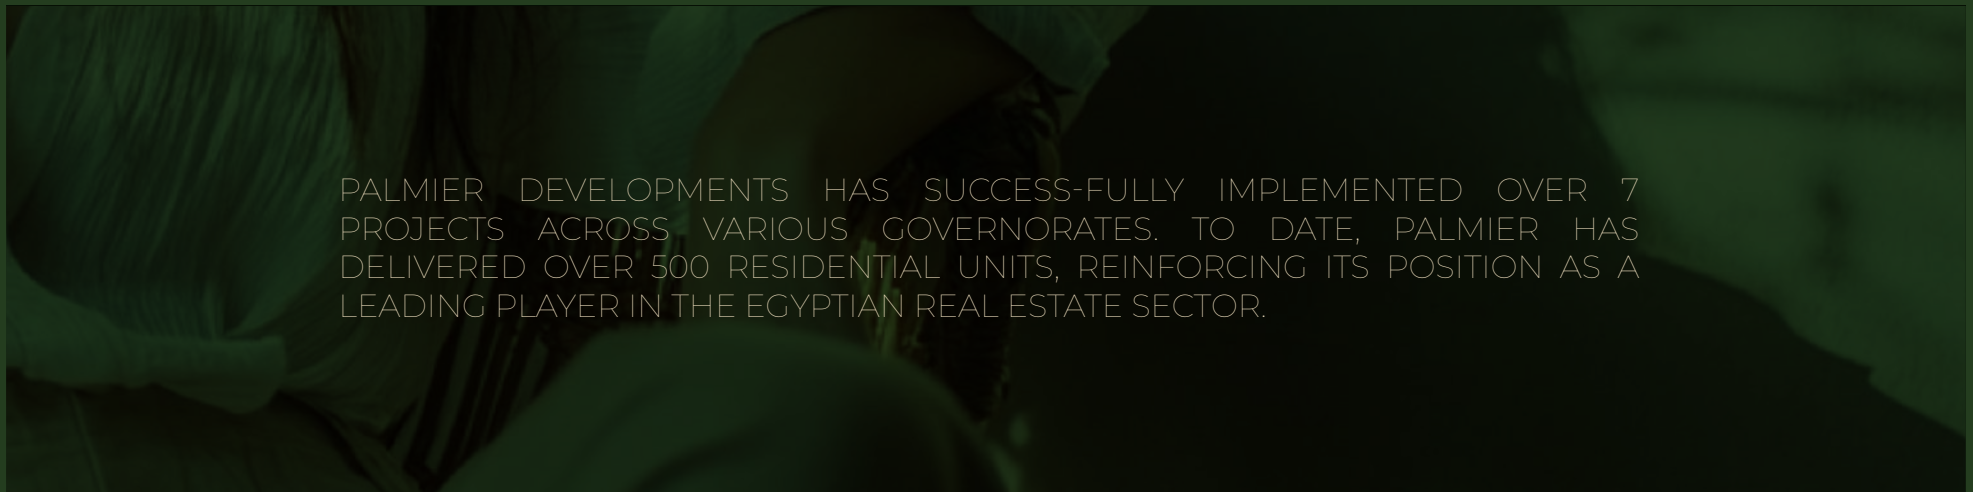 PALMIER DEVELOPMENTS HAS SUCCESS-FULLY IMPLEMENTED OVER 7
PROJECTS ACROSS VARIOUS GOVERNORATES. TO DATE, PALMIER HAS
DELIVERED OVER 500 RESIDENTIAL UNITS, REINFORCING ITS POSITION AS A
LEADING PLAYER IN THE EGYPTIAN REAL ESTATE SECTOR.